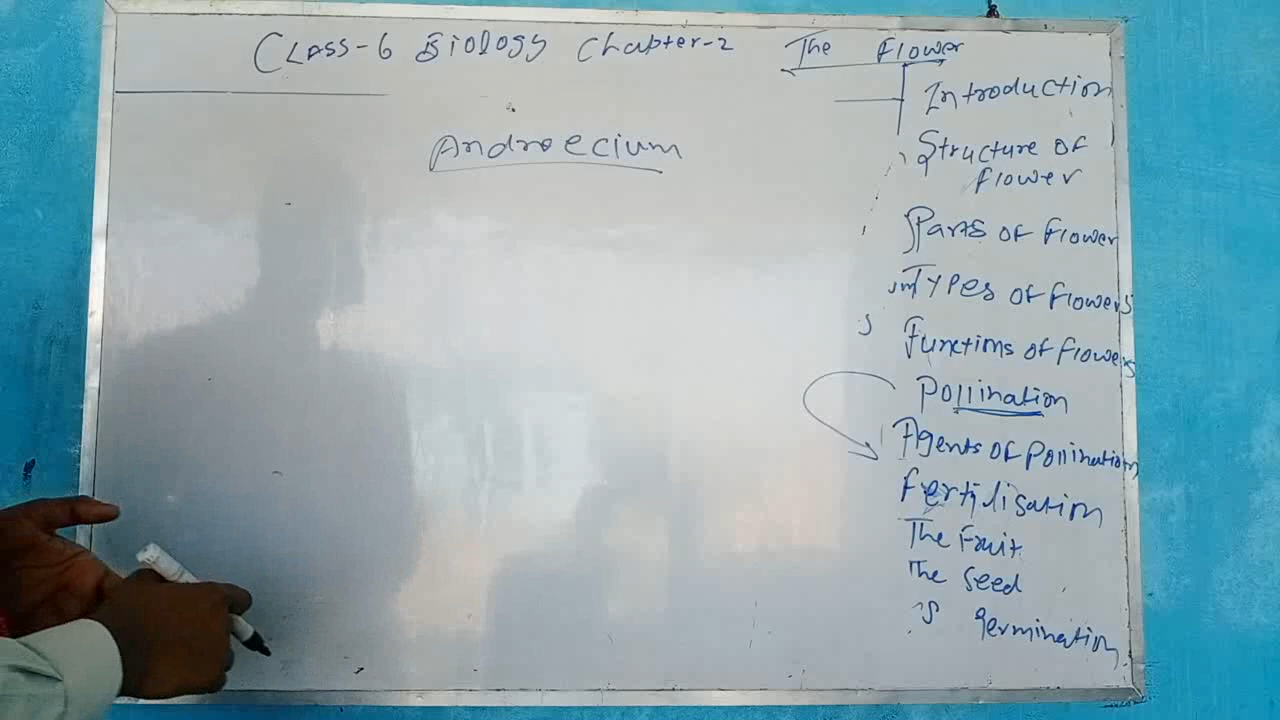 Class-6 Biology Chapter-2 The Flower
Introduction
Androecium
Structure of
flower
Parts of flower
Types of flowers
Functions of flowers
Pollination
Agents of pollination
fertilisation
The Fruit
The seed
germination